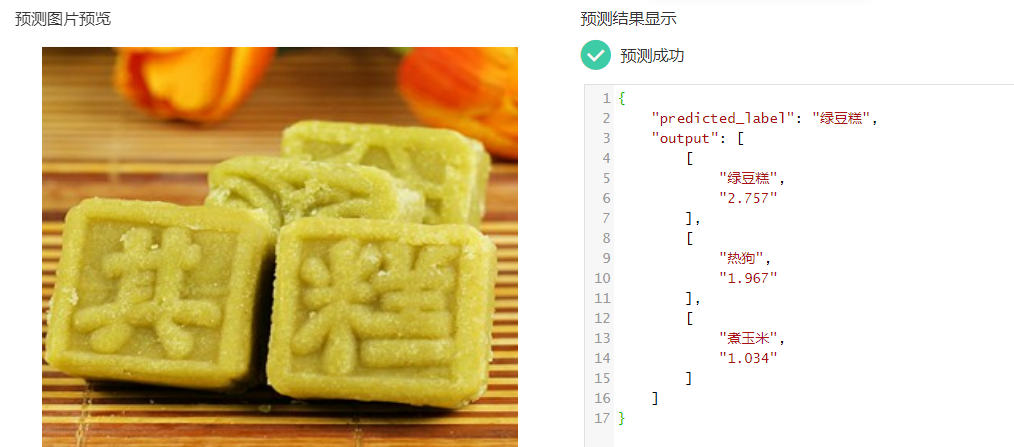 预测图片预览
其
糕
预测结果显示
预测成功
1 {
2 "predicted_label": "绿豆糕",
3 "output": [
4 [
5 "绿豆糕",
6 "2.757"
7 ],
8 [
9 "热狗",
10 "1.967"
11 ],
12 [
13 "煮玉米",
14 "1.034"
15 ]
16 ]
17 }